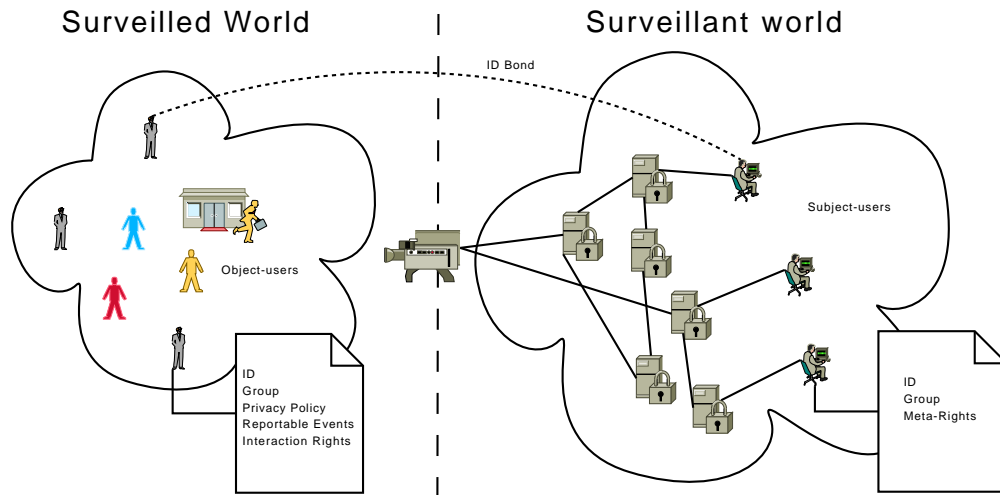 Surveilled World
Surveillant world
ID Bond
Object-users
Subject-users
ID
Group
Privacy Policy
Reportable Events
Interaction Rights
ID
Group
Meta-Rights